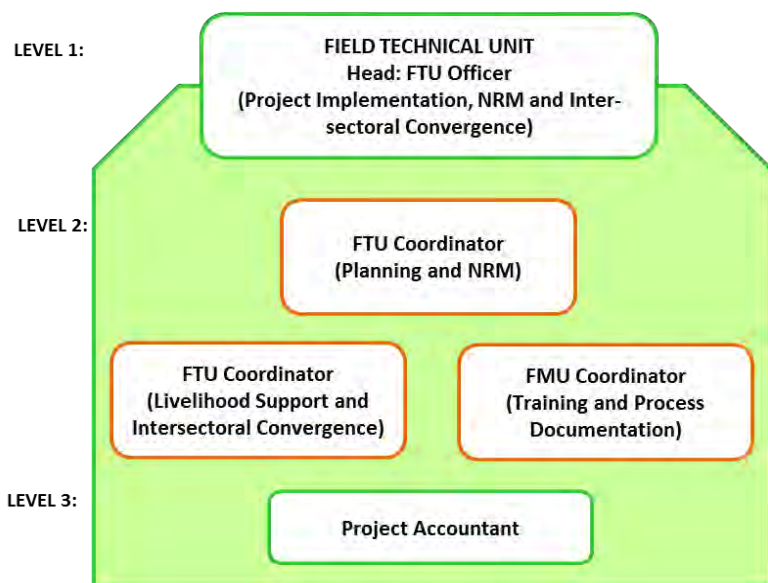 LEVEL 1:
FIELD TECHNICAL UNIT
Head: FTU Officer
(Project Implementation, NRM and Inter-
sectoral Convergence)
LEVEL 2:
FTU Coordinator
(Planning and NRM)
FTU Coordinator
(Livelihood Support and
Intersectoral Convergence)
FMU Coordinator
(Training and Process
Documentation)
LEVEL 3:
Project Accountant